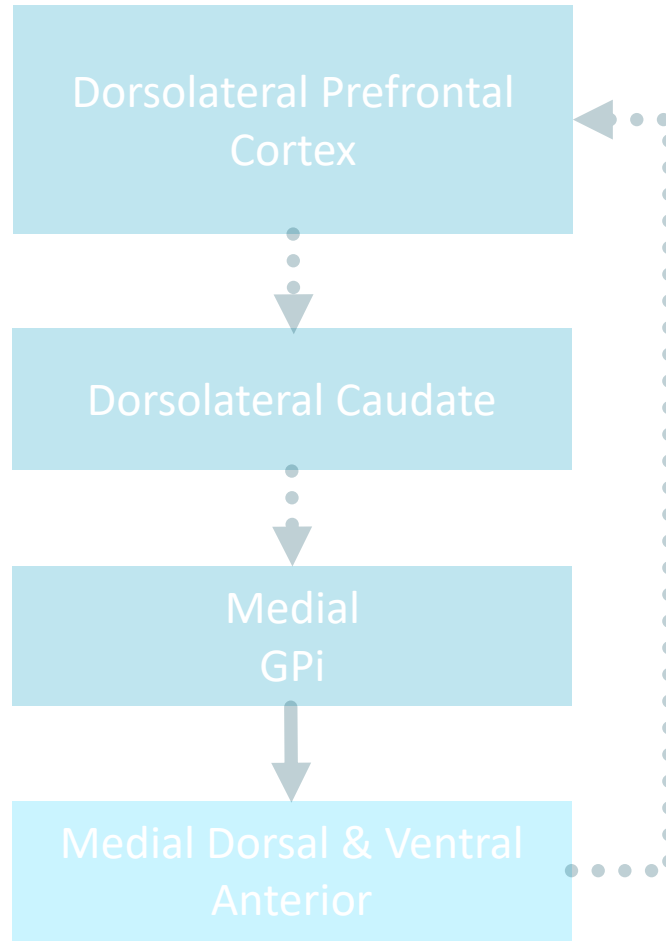 Dorsolateral Prefrontal
Cortex
Dorsolateral Caudate
Medial
GPi
Medial Dorsal & Ventral
Anterior